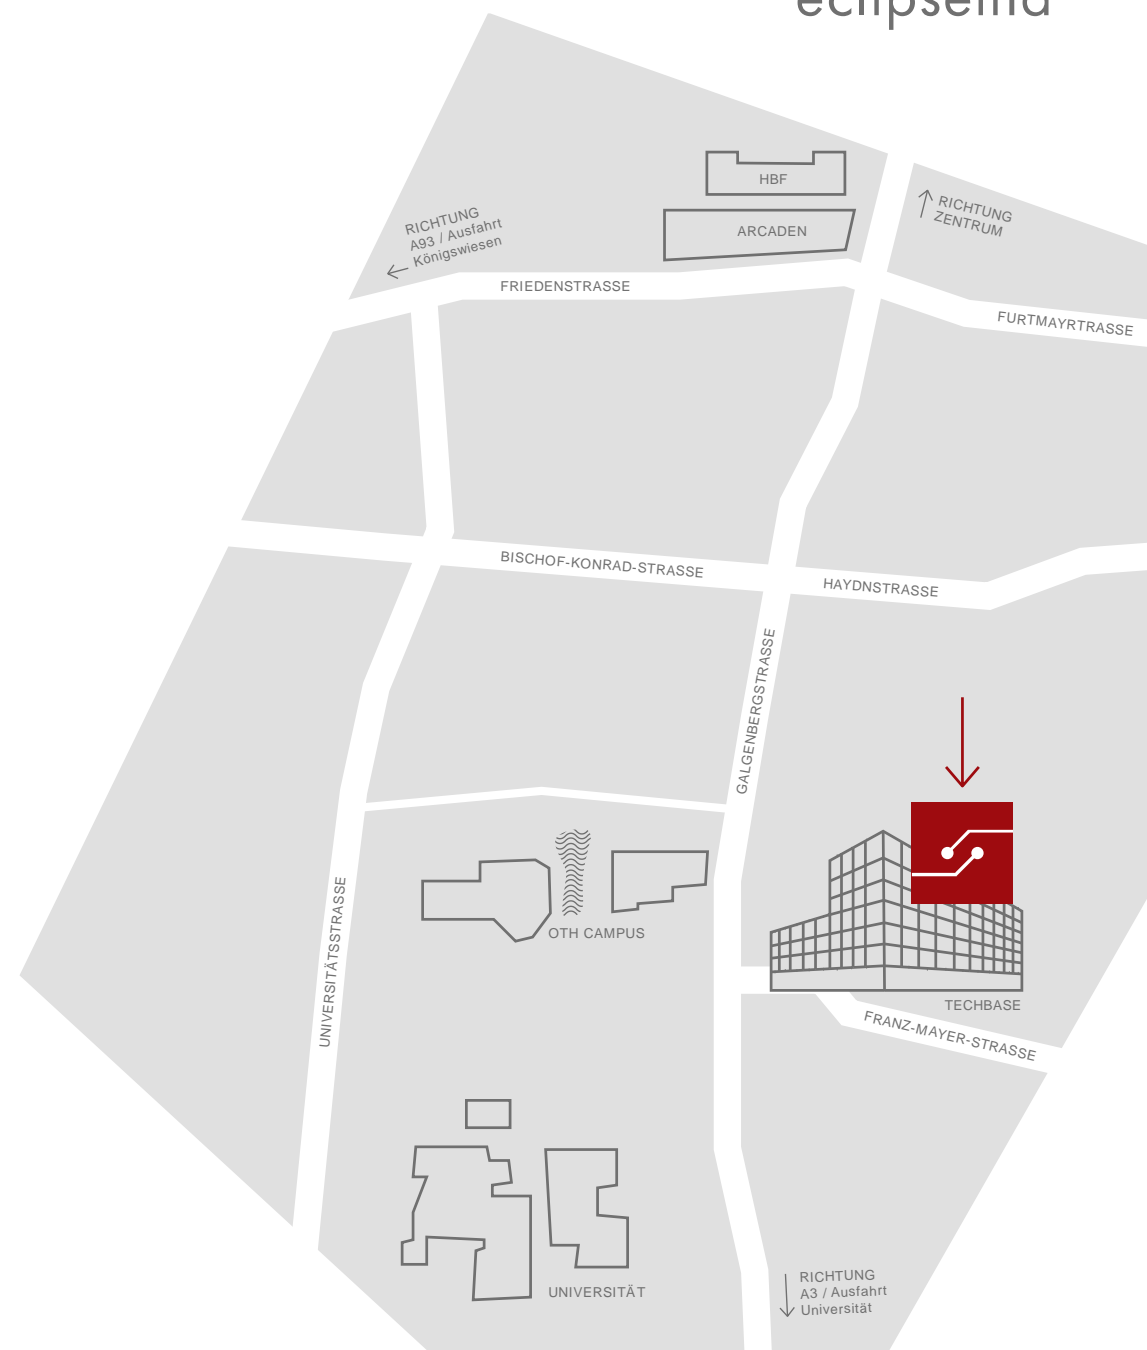 eclipseina
HBF
ARCADEN
RICHTUNG
ZENTRUM
RICHTUNG
A93 / Ausfahrt
Königswiesen
FRIEDENSTRASSE
FURTMAYRTRASSE
BISCHOF-KONRAD-STRASSE
HAYDNSTRASSE
GALGENBERGSTRASSE
UNIVERSITÄTSSTRASSE
OTH CAMPUS
TECHBASE
FRANZ-MAYER-STRASSE
UNIVERSITÄT
RICHTUNG
A3 / Ausfahrt
Universität